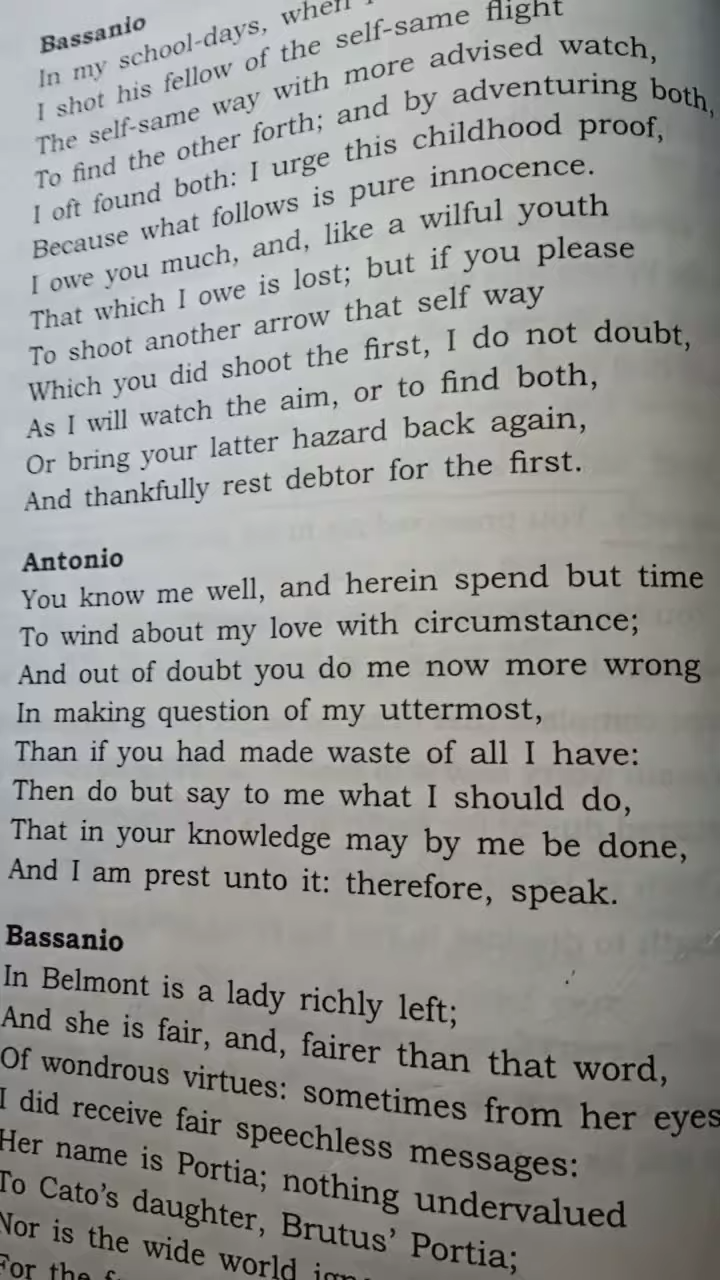 Bassanio
In my school-days, when
I shot his fellow of the self-same flight
The self-same way with more advised watch,
To find the other forth; and by adventuring both,
I oft found both: I urge this childhood proof,
Because what follows is pure innocence.
I owe you much, and, like a wilful youth
That which I owe is lost; but if you please
To shoot another arrow that self way
Which you did shoot the first, I do not doubt,
As I will watch the aim, or to find both,
Or bring your latter hazard back again,
And thankfully rest debtor for the first.
Antonio
You know me well, and herein spend but time
To wind about my love with circumstance;
And out of doubt you do me now more wrong
In making question of my uttermost,
Than if you had made waste of all I have:
Then do but say to me what I should do,
That in your knowledge may by me be done,
And I am prest unto it: therefore, speak.
Bassanio
In Belmont is a lady richly left;
And she is fair, and, fairer than that word,
Of wondrous virtues: sometimes from her eyes
I did receive fair speechless messages:
Her name is Portia; nothing undervalued
To Cato's daughter, Brutus' Portia;
Nor is the wide world
For the